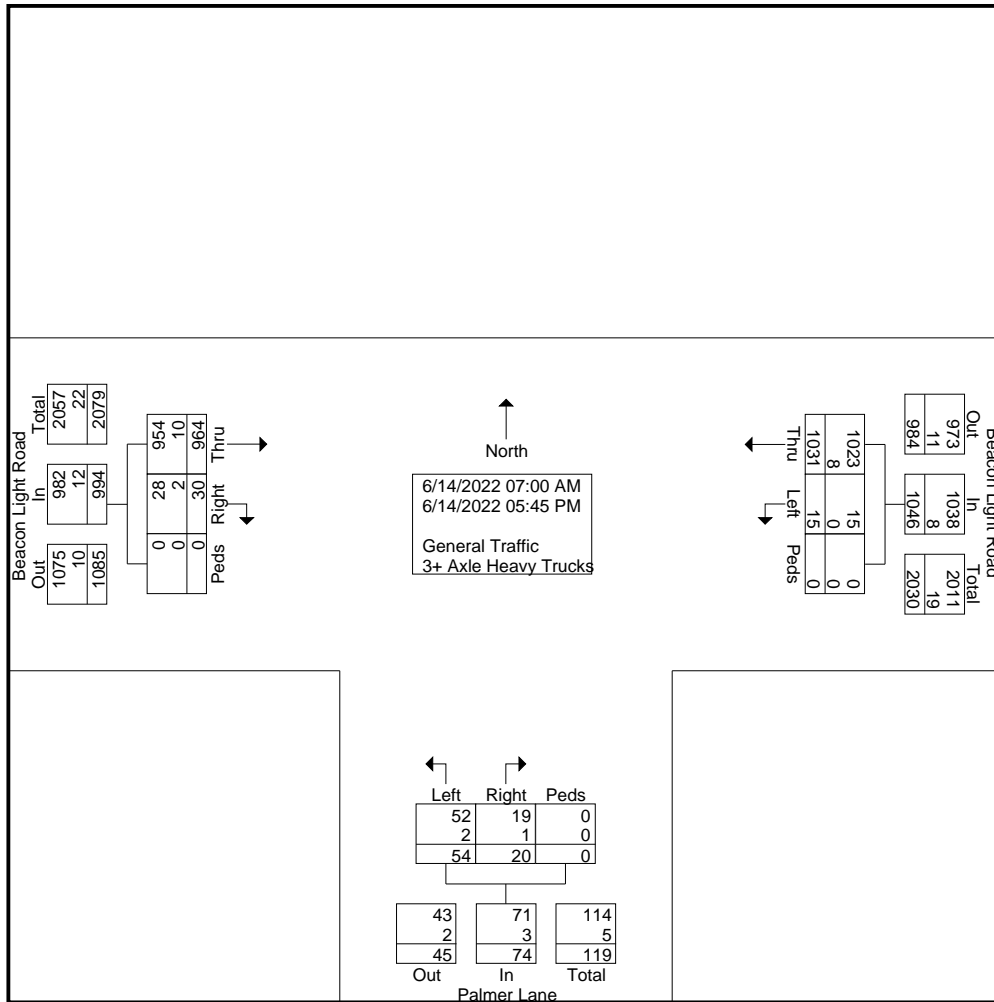 North
6/14/2022 07:00 AM
6/14/2022 05:45 PM
General Traffic
3+ Axle Heavy Trucks
Beacon Light Road
Out In Total
1075 982 2057
10 12 22
1085 994 2079
Peds Right Thru
0 28 954
0 2 10
0 30 964
Beacon Light Road
Out In Total
973 1038 2011
11 8 19
984 1046 2030
Thru Left Peds
1023 15 0
8 0 0
1031 15 0
Left Right Peds
52 19 0
2 1 0
54 20 0
43 71 114
2 3 5
45 74 119
Out In Total
Palmer Lane